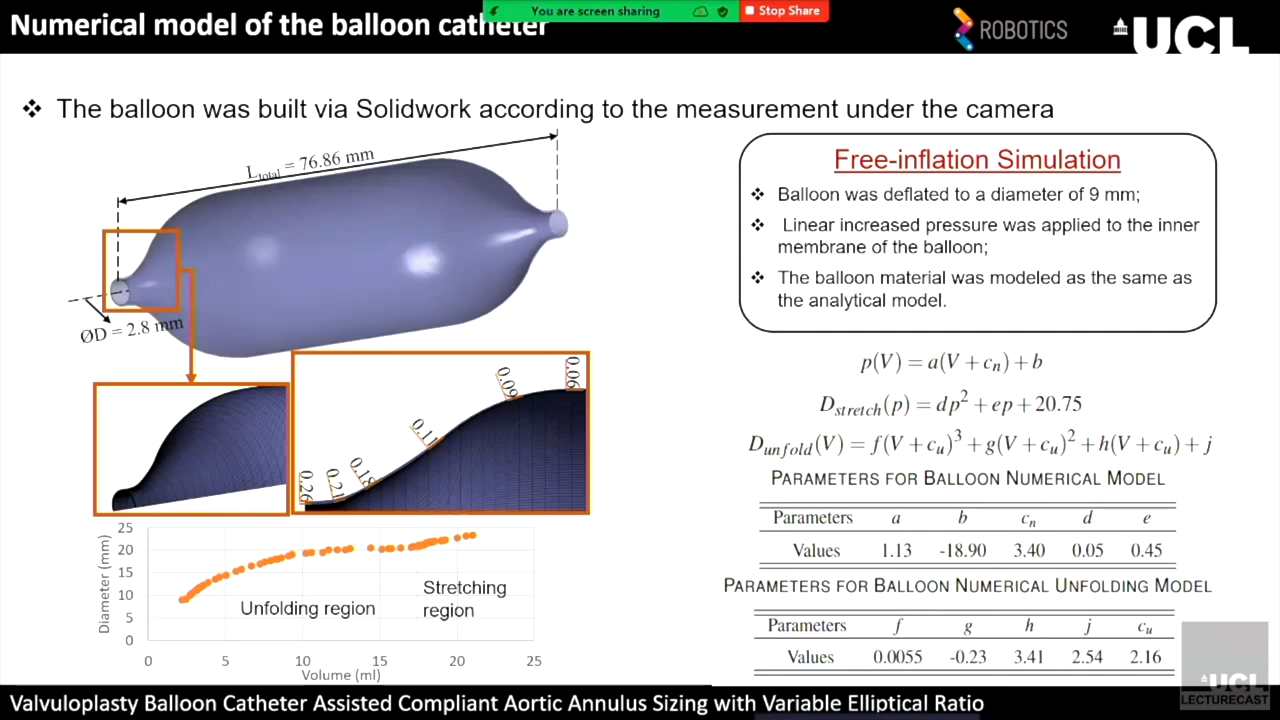 Numerical model of the balloon catheter
You are screen sharing
Stop Share
ROBOTICS
UCL
❖ The balloon was built via Solidwork according to the measurement under the camera
L_total = 76.86 mm
ØD = 2.8 mm
0.26
0.21
0.18
0.11
0.09
0.06
Free-inflation Simulation
❖ Balloon was deflated to a diameter of 9 mm;
❖ Linear increased pressure was applied to the inner
membrane of the balloon;
❖ The balloon material was modeled as the same as
the analytical model.
p(V) = a(V + c_n) + b
D_stretch(p) = dp² + ep + 20.75
D_unfold(V) = f(V + c_u)³ + g(V + c_u)² + h(V + c_u) + j
PARAMETERS FOR BALLOON NUMERICAL MODEL
Parameters a b c_n d e
Values 1.13 -18.90 3.40 0.05 0.45
PARAMETERS FOR BALLOON NUMERICAL UNFOLDING MODEL
Parameters f g h j c_u
Values 0.0055 -0.23 3.41 2.54 2.16
Diameter (mm)
25
20
15
10
5
0
Unfolding region
Stretching
region
0 5 10 15 20 25
Volume (ml)
UCL
LECTURECAST
Valvuloplasty Balloon Catheter Assisted Compliant Aortic Annulus Sizing with Variable Elliptical Ratio